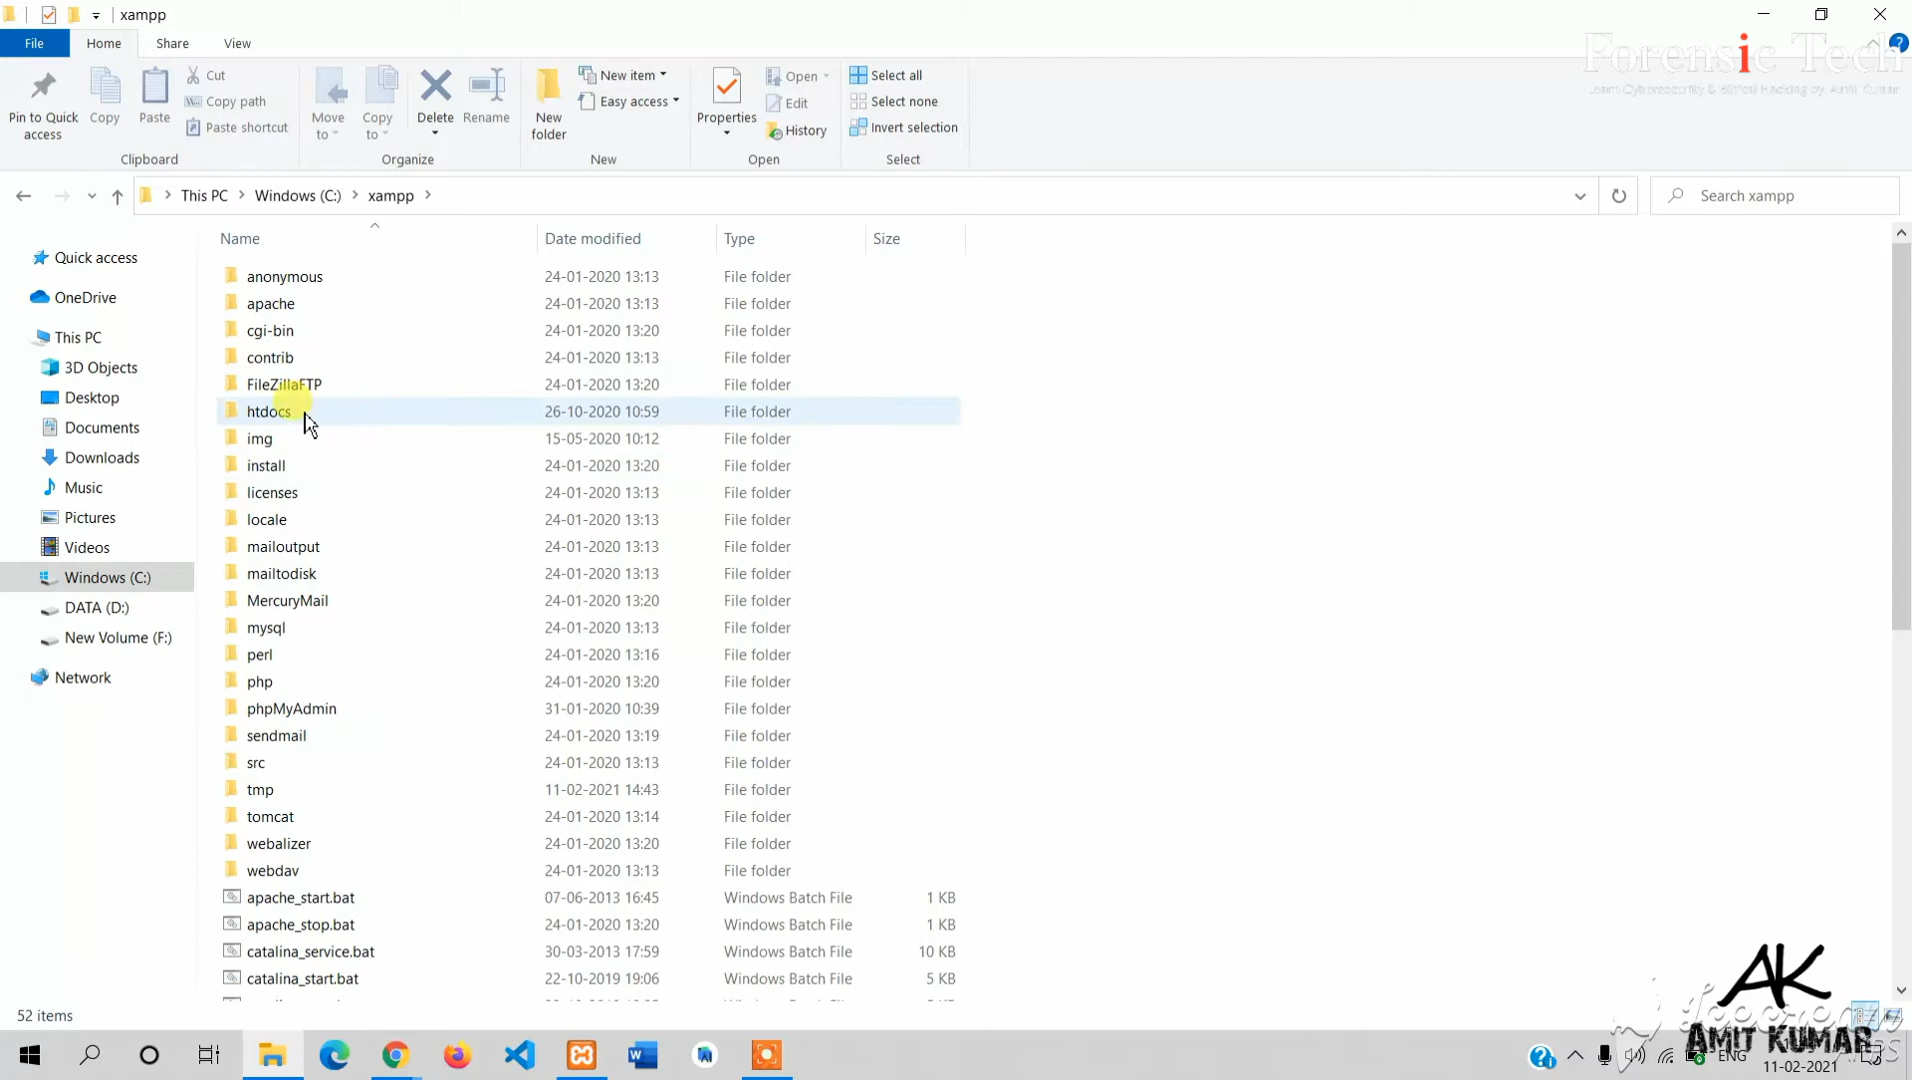 xampp
File Home Share View
Forensic Tech
Learn Cybersecurity & Ethical Hacking by. Amit Kumar
Pin to Quick access
Copy
Paste
Cut
Copy path
Paste shortcut
Clipboard
Move to
Copy to
Delete
Rename
Organize
New folder
New item
Easy access
New
Properties
Open
Edit
History
Open
Select all
Select none
Invert selection
Select
This PC > Windows (C:) > xampp >
Search xampp
Quick access
OneDrive
This PC
3D Objects
Desktop
Documents
Downloads
Music
Pictures
Videos
Windows (C:)
DATA (D:)
New Volume (F:)
Network
Name Date modified Type Size
anonymous 24-01-2020 13:13 File folder
apache 24-01-2020 13:13 File folder
cgi-bin 24-01-2020 13:20 File folder
contrib 24-01-2020 13:13 File folder
FileZillaFTP 24-01-2020 13:20 File folder
htdocs 26-10-2020 10:59 File folder
img 15-05-2020 10:12 File folder
install 24-01-2020 13:20 File folder
licenses 24-01-2020 13:13 File folder
locale 24-01-2020 13:13 File folder
mailoutput 24-01-2020 13:13 File folder
mailtodisk 24-01-2020 13:13 File folder
MercuryMail 24-01-2020 13:20 File folder
mysql 24-01-2020 13:13 File folder
perl 24-01-2020 13:16 File folder
php 24-01-2020 13:20 File folder
phpMyAdmin 31-01-2020 10:39 File folder
sendmail 24-01-2020 13:19 File folder
src 24-01-2020 13:13 File folder
tmp 11-02-2021 14:43 File folder
tomcat 24-01-2020 13:14 File folder
webalizer 24-01-2020 13:20 File folder
webdav 24-01-2020 13:13 File folder
apache_start.bat 07-06-2013 16:45 Windows Batch File 1 KB
apache_stop.bat 24-01-2020 13:20 Windows Batch File 1 KB
catalina_service.bat 30-03-2013 17:59 Windows Batch File 10 KB
catalina_start.bat 22-10-2019 19:06 Windows Batch File 5 KB
52 items
AK
AMIT KUMAR
Icecream
APPS
ENG
11-02-2021